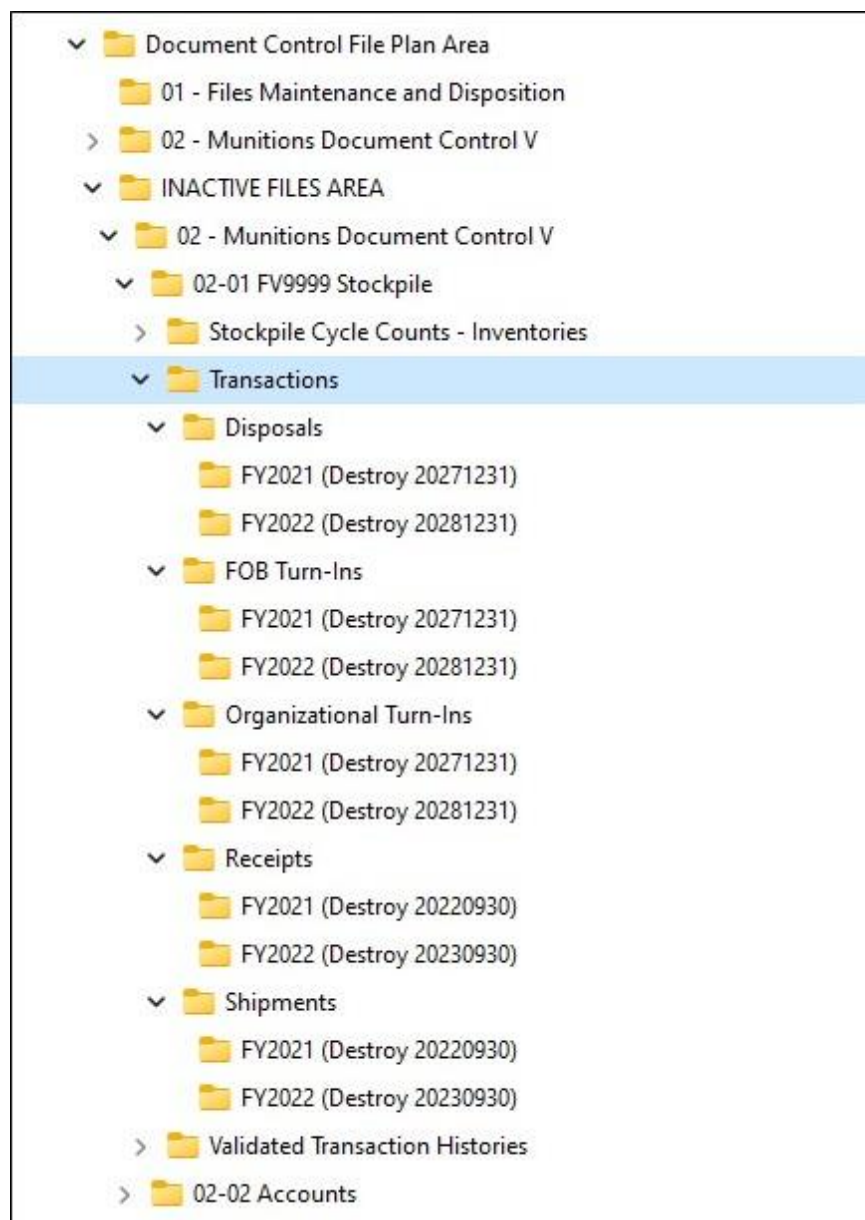 Document Control File Plan Area
01 - Files Maintenance and Disposition
02 - Munitions Document Control V
INACTIVE FILES AREA
02 - Munitions Document Control V
02-01 FV9999 Stockpile
Stockpile Cycle Counts - Inventories
Transactions
Disposals
FY2021 (Destroy 20271231)
FY2022 (Destroy 20281231)
FOB Turn-Ins
FY2021 (Destroy 20271231)
FY2022 (Destroy 20281231)
Organizational Turn-Ins
FY2021 (Destroy 20271231)
FY2022 (Destroy 20281231)
Receipts
FY2021 (Destroy 20220930)
FY2022 (Destroy 20230930)
Shipments
FY2021 (Destroy 20220930)
FY2022 (Destroy 20230930)
Validated Transaction Histories
02-02 Accounts